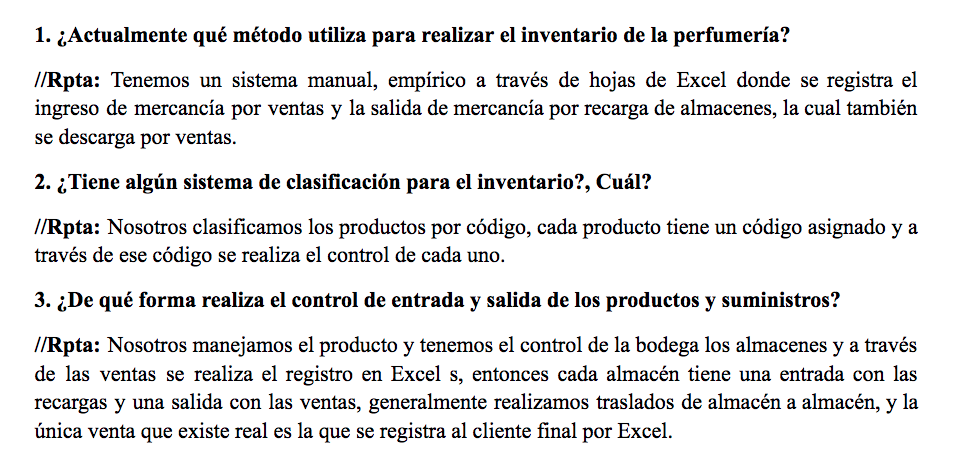 1. ¿Actualmente qué método utiliza para realizar el inventario de la perfumería?
//Rpta: Tenemos un sistema manual, empírico a través de hojas de Excel donde se registra el
ingreso de mercancía por ventas y la salida de mercancía por recarga de almacenes, la cual también
se descarga por ventas.
2. ¿Tiene algún sistema de clasificación para el inventario?, Cuál?
//Rpta: Nosotros clasificamos los productos por código, cada producto tiene un código asignado y a
través de ese código se realiza el control de cada uno.
3. ¿De qué forma realiza el control de entrada y salida de los productos y suministros?
//Rpta: Nosotros manejamos el producto y tenemos el control de la bodega los almacenes y a través
de las ventas se realiza el registro en Excel s, entonces cada almacén tiene una entrada con las
recargas y una salida con las ventas, generalmente realizamos traslados de almacén a almacén, y la
única venta que existe real es la que se registra al cliente final por Excel.